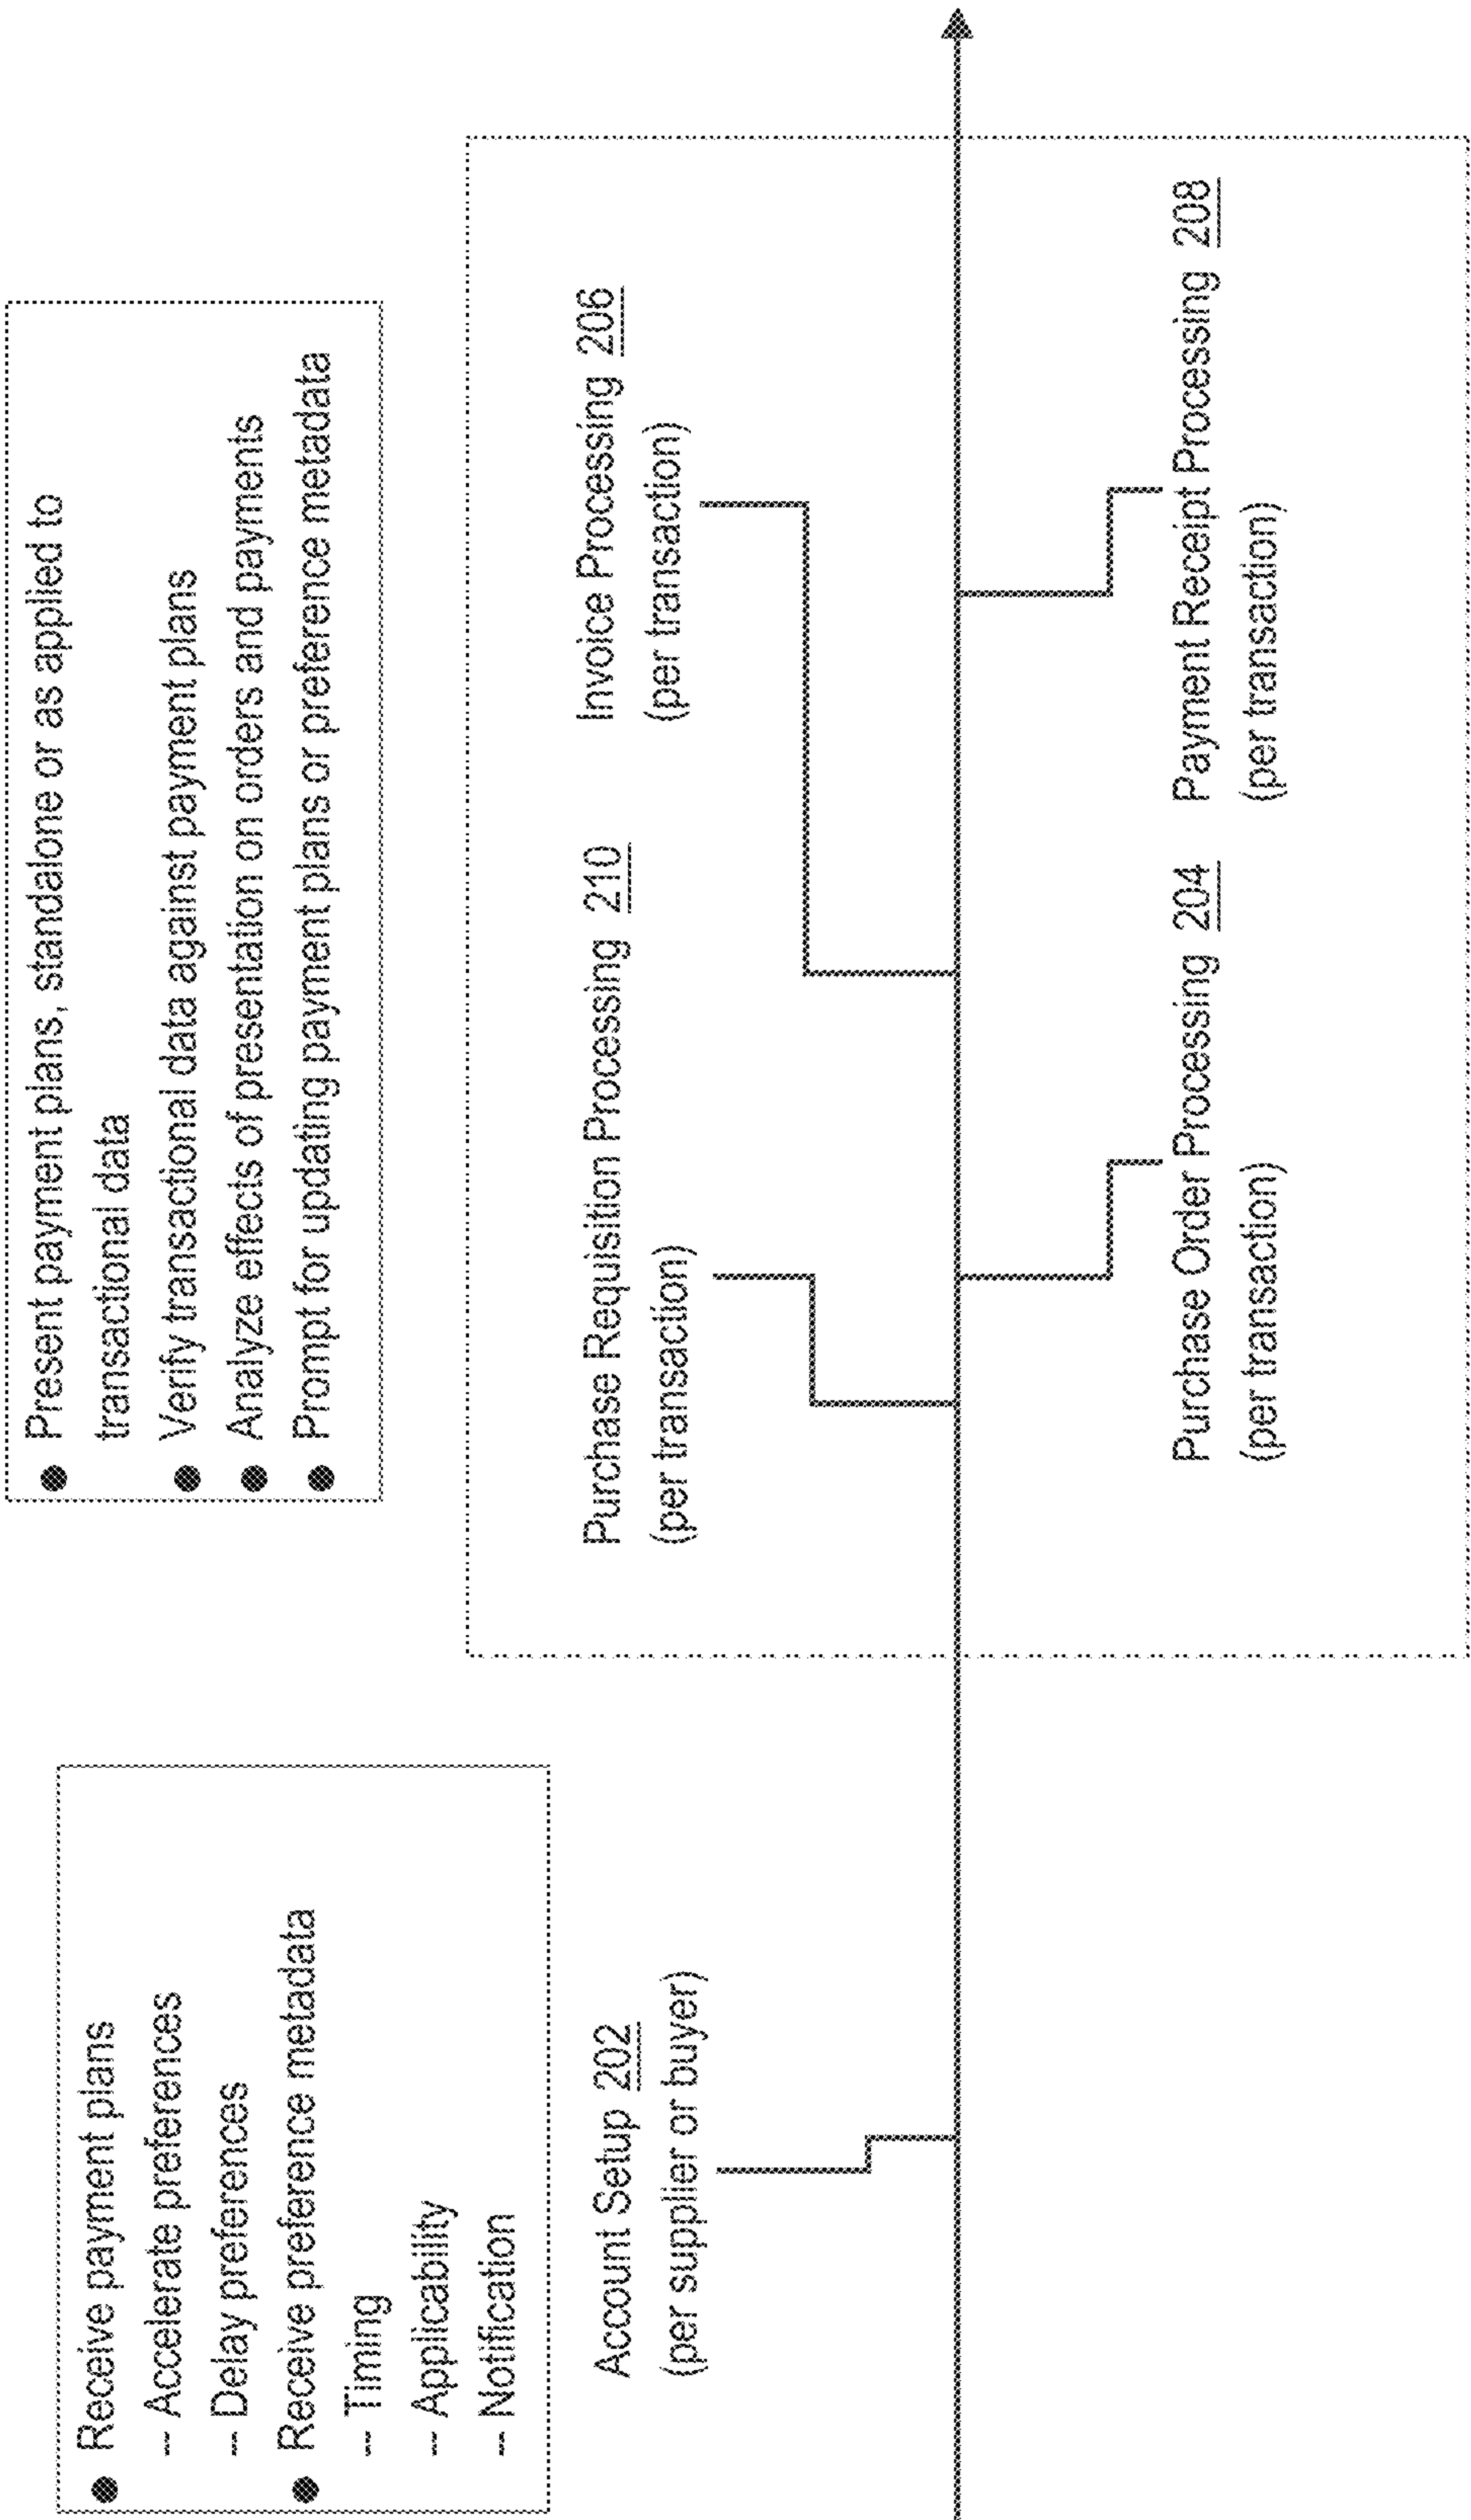 ● Receive payment plans
-- Accelerate preferences
-- Delay preferences
● Receive preference metadata
-- Timing
-- Applicability
-- Notification
Account Setup 202
(per supplier or buyer)
● Present payment plans, standalone or as applied to
transactional data
● Verify transactional data against payment plans
● Analyze effects of presentation on orders and payments
● Prompt for updating payment plans or preference metadata
Purchase Requisition Processing 210
(per transaction)
Invoice Processing 206
(per transaction)
Purchase Order Processing 204
(per transaction)
Payment Receipt Processing 208
(per transaction)